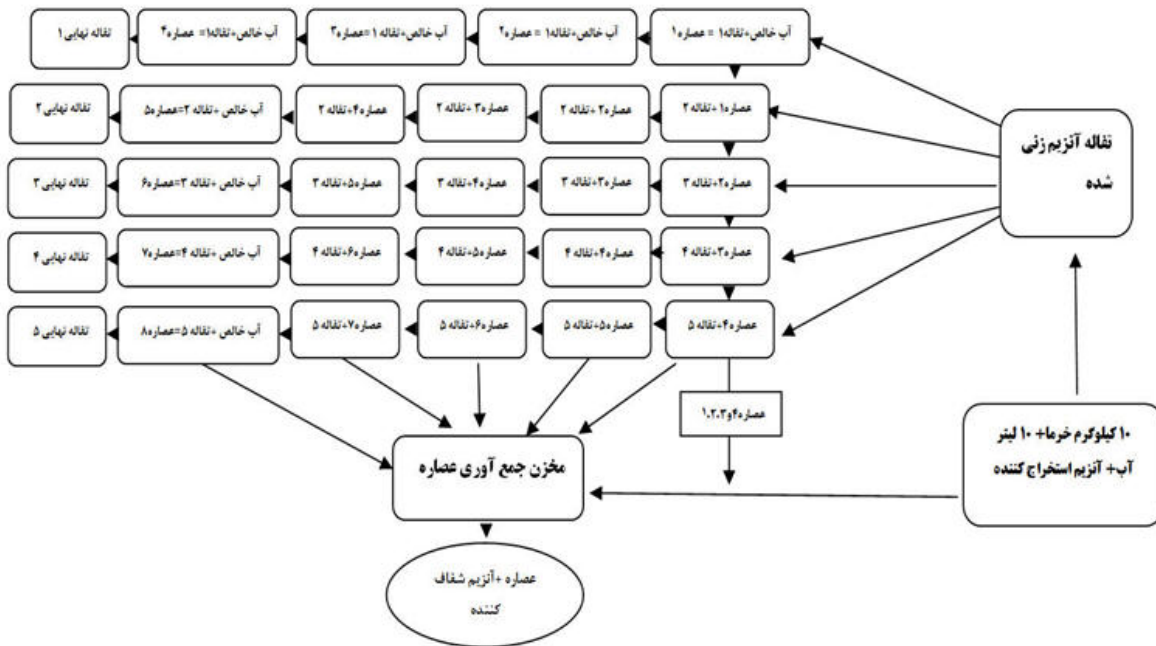 آب خالص+تفاله۱ = عصاره۱
آب خالص+تفاله۱ = عصاره۲
آب خالص+تفاله ۱ =عصاره۳
آب خالص+تفاله۱= عصاره۴
تفاله نهایی ۱
عصاره۱ +تفاله ۲
عصاره۲+ تفاله ۲
عصاره۳ +تفاله ۲
عصاره۴+تفاله ۲
آب خالص +تفاله ۲=عصاره۵
تفاله نهایی ۲
عصاره۲+تفاله ۳
عصاره۳+تفاله ۳
عصاره۴+تفاله ۳
عصاره۵+تفاله ۳
آب خالص +تفاله ۳=عصاره۶
تفاله نهایی ۳
عصاره۳+تفاله ۴
عصاره۴+تفاله ۴
عصاره۵+تفاله ۴
عصاره۶+تفاله ۴
آب خالص +تفاله ۴=عصاره۷
تفاله نهایی ۴
عصاره۴+تفاله ۵
عصاره۵+تفاله ۵
عصاره۶+تفاله ۵
عصاره۷+تفاله ۵
آب خالص +تفاله ۵=عصاره۸
تفاله نهایی ۵
تفاله آنزیم زنی
شده
عصاره۴و۱،۲،۳
۱۰ کیلوگرم خرما+ ۱۰ لیتر
آب+ آنزیم استخراج کننده
مخزن جمع آوری عصاره
عصاره +آنزیم شفاف
کننده